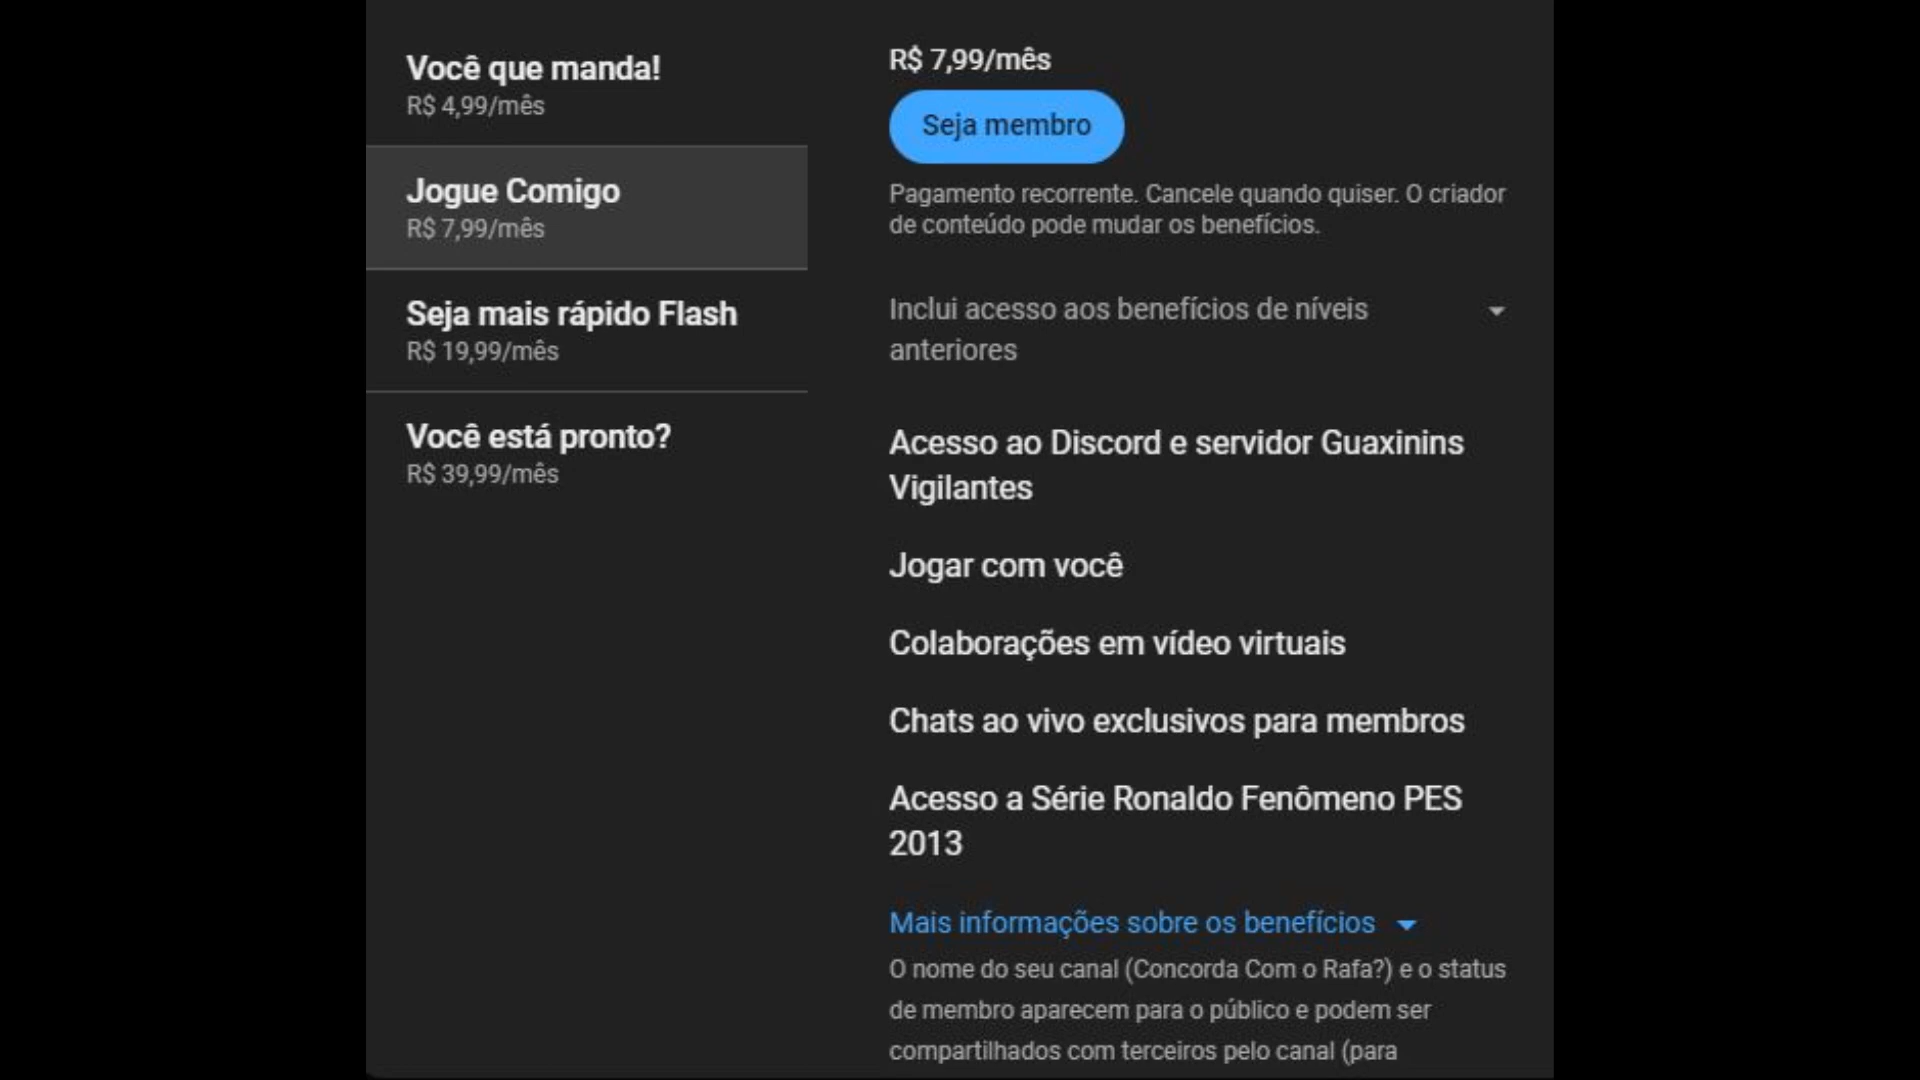 Você que manda!
R$ 4,99/mês
Jogue Comigo
R$ 7,99/mês
Seja mais rápido Flash
R$ 19,99/mês
Você está pronto?
R$ 39,99/mês
R$ 7,99/mês
Seja membro
Pagamento recorrente. Cancele quando quiser. O criador
de conteúdo pode mudar os benefícios.
Inclui acesso aos benefícios de níveis
anteriores
Acesso ao Discord e servidor Guaxinins
Vigilantes
Jogar com você
Colaborações em vídeo virtuais
Chats ao vivo exclusivos para membros
Acesso a Série Ronaldo Fenômeno PES
2013
Mais informações sobre os benefícios
O nome do seu canal (Concorda Com o Rafa?) e o status
de membro aparecem para o público e podem ser
compartilhados com terceiros pelo canal (para